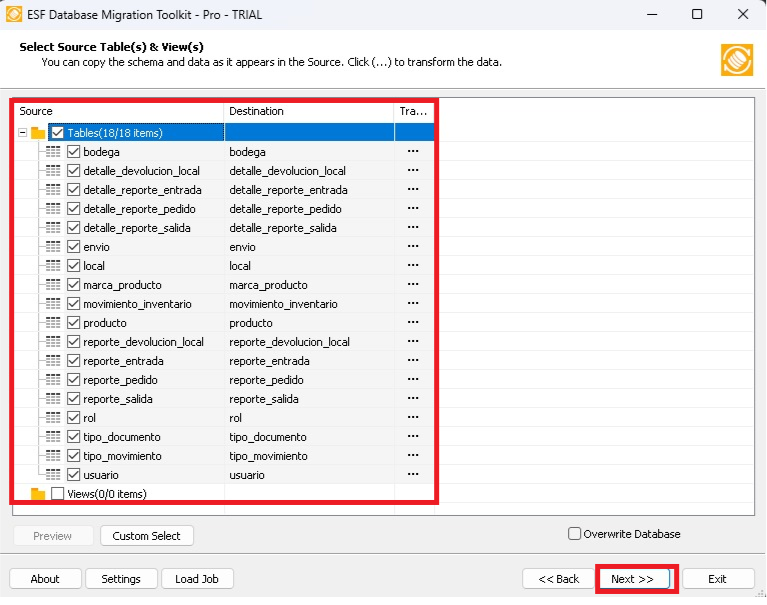 ESF Database Migration Toolkit - Pro - TRIAL
Select Source Table(s) & View(s)
You can copy the schema and data as it appears in the Source. Click (...) to transform the data.
Source Destination Tra...
Tables(18/18 items)
bodega bodega ...
detalle_devolucion_local detalle_devolucion_local ...
detalle_reporte_entrada detalle_reporte_entrada ...
detalle_reporte_pedido detalle_reporte_pedido ...
detalle_reporte_salida detalle_reporte_salida ...
envio envio ...
local local ...
marca_producto marca_producto ...
movimiento_inventario movimiento_inventario ...
producto producto ...
reporte_devolucion_local reporte_devolucion_local ...
reporte_entrada reporte_entrada ...
reporte_pedido reporte_pedido ...
reporte_salida reporte_salida ...
rol rol ...
tipo_documento tipo_documento ...
tipo_movimiento tipo_movimiento ...
usuario usuario ...
Views(0/0 items)
Preview Custom Select Overwrite Database
About Settings Load Job << Back Next >> Exit